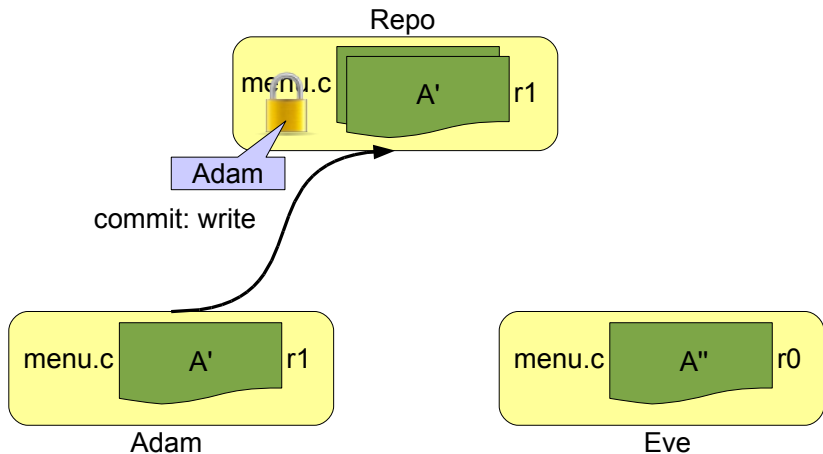 Repo
menu.c A' r1
Adam
commit: write
menu.c A' r1
menu.c A'' r0
Adam
Eve